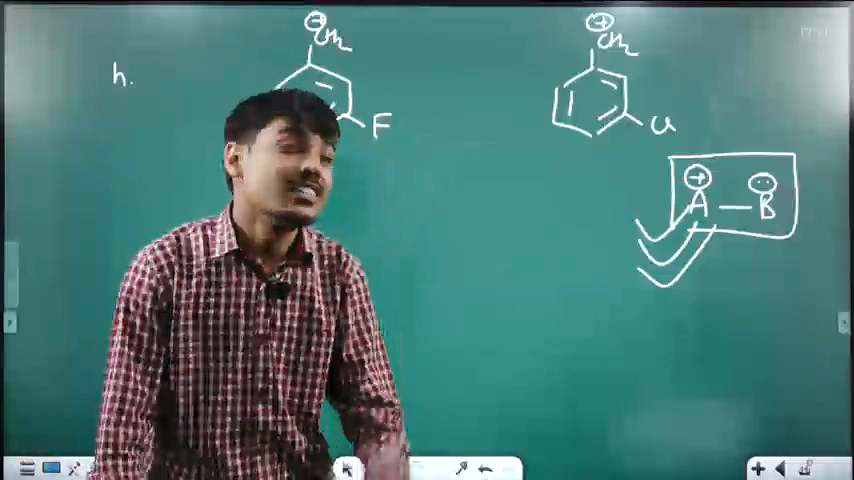 ⊕CH₂
⊕CH₂
h.
F
Cl
⊕
A — B